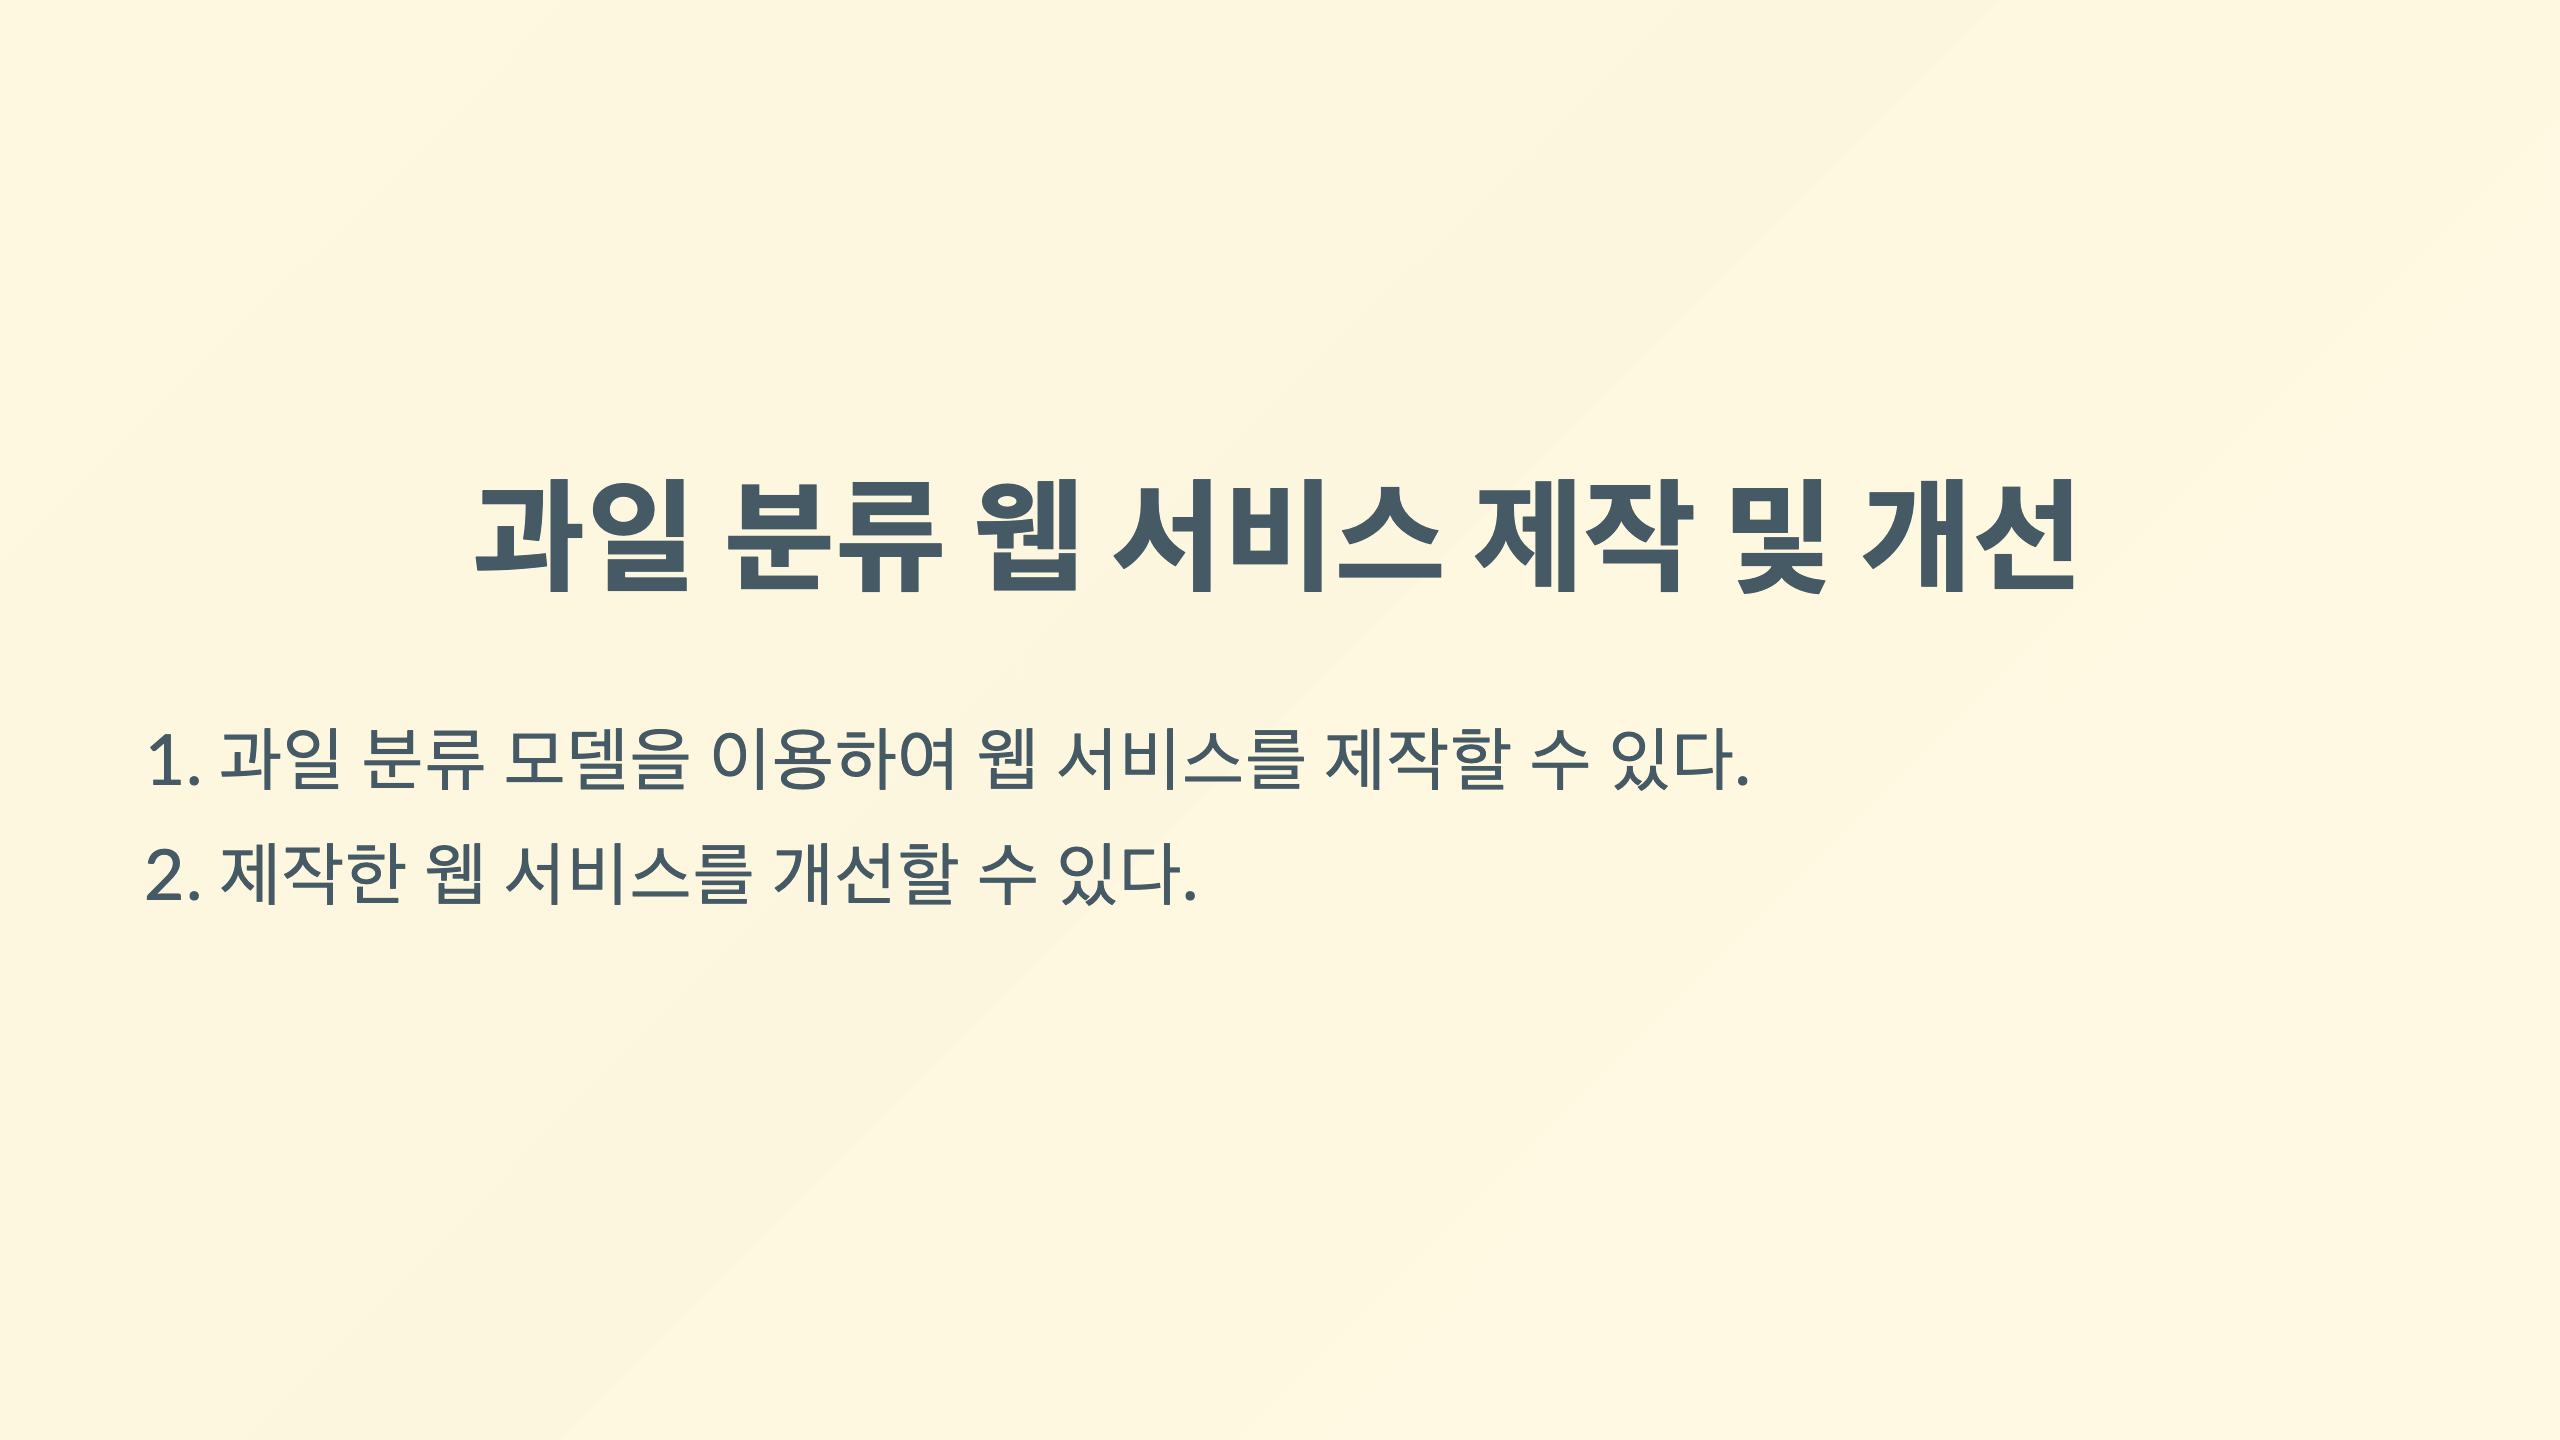 과일 분류 웹 서비스 제작 및 개선
1. 과일 분류 모델을 이용하여 웹 서비스를 제작할 수 있다.
2. 제작한 웹 서비스를 개선할 수 있다.